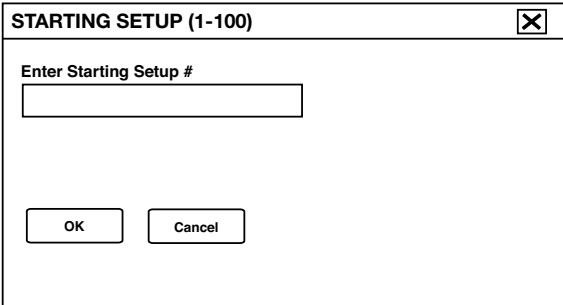 STARTING SETUP (1-100)
Enter Starting Setup #
OK
Cancel